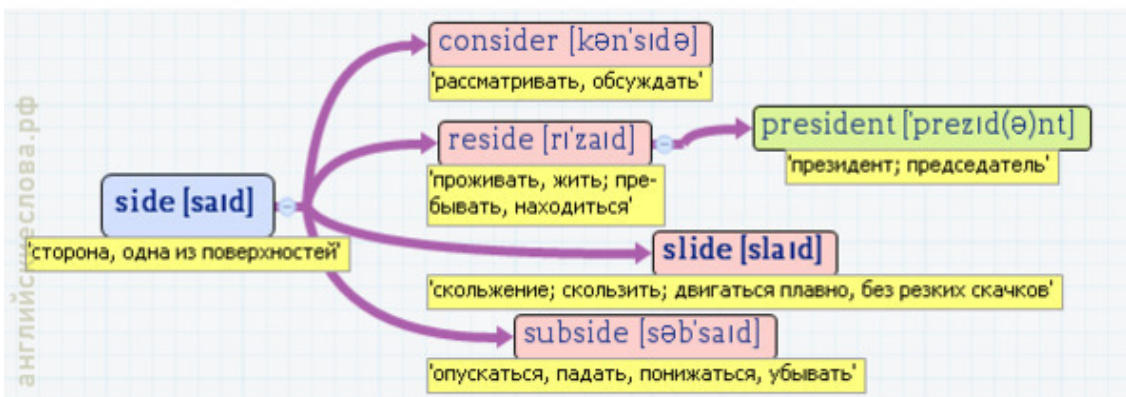 consider [kən'sɪdə]
'рассматривать, обсуждать'
president ['prezɪd(ə)nt]
'президент; председатель'
reside [rɪ'zaɪd]
'проживать, жить; пре-
бывать, находиться'
side [saɪd]
'сторона, одна из поверхностей'
slide [slaɪd]
'скольжение; скользить; двигаться плавно, без резких скачков'
subside [səb'saɪd]
'опускаться, падать, понижаться, убывать'
английскиеслова.рф